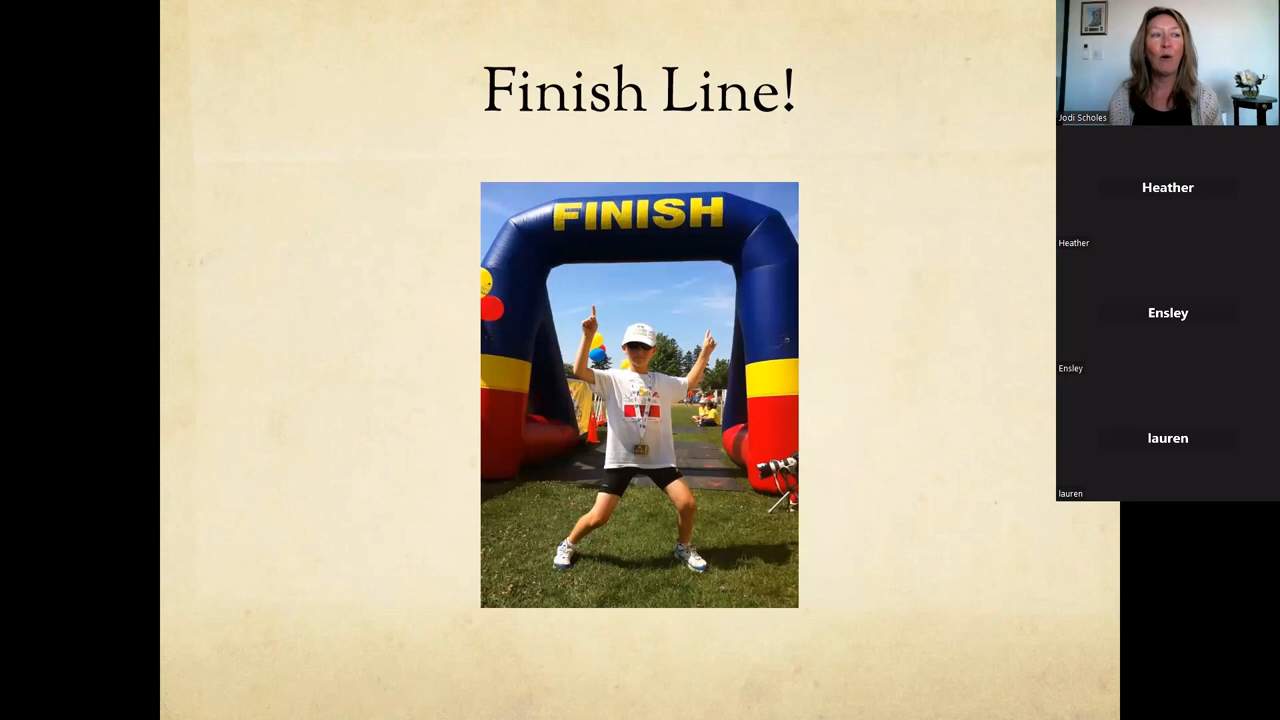 Finish Line!
FINISH
Jodi Scholes
Heather
Heather
Ensley
Ensley
lauren
lauren